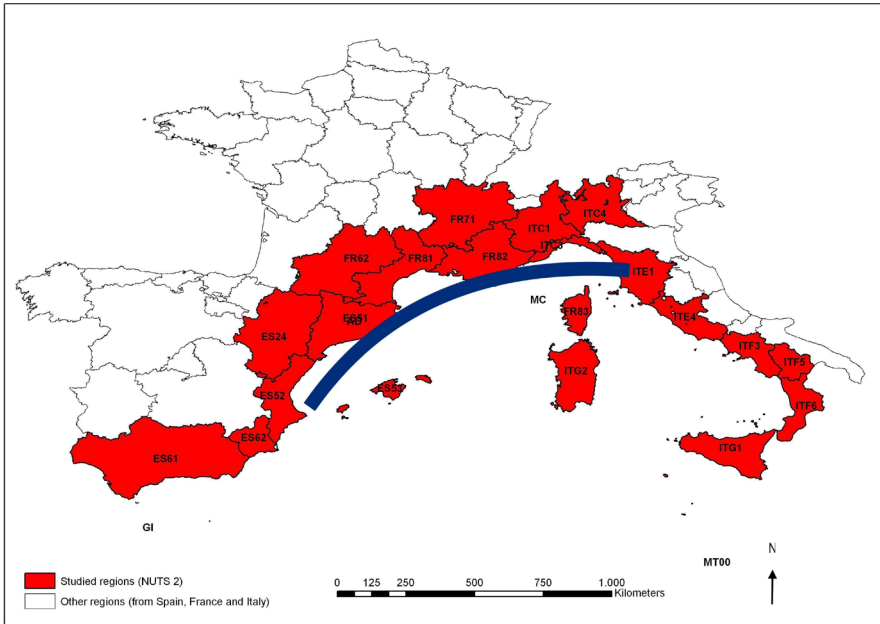 ITC4
FR71
ITC1
ITC3
FR62
FR81
FR82
ITE1
MC
FR83
ITE4
ES51
AD
ES24
ITF3
ITF5
ITG2
ES53
ES52
ITF6
ES62
ITG1
ES61
GI
MT00
N
Studied regions (NUTS 2)
Other regions (from Spain, France and Italy)
0 125 250 500 750 1.000
Kilometers